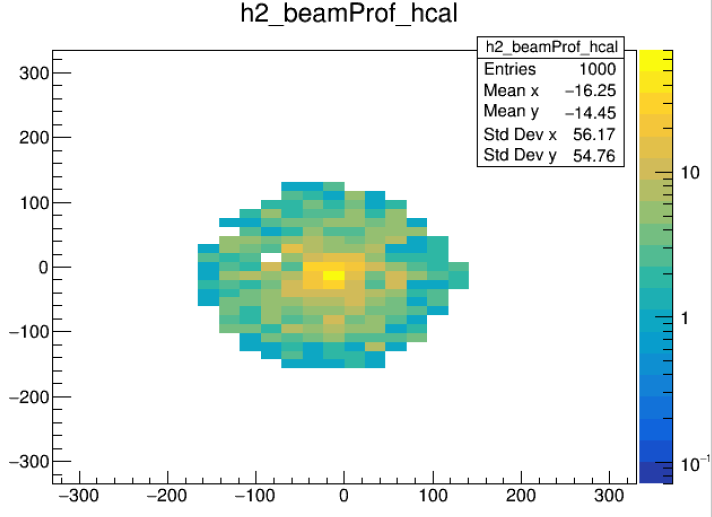 h2_beamProf_hcal
h2_beamProf_hcal
Entries 1000
Mean x −16.25
Mean y −14.45
Std Dev x 56.17
Std Dev y 54.76
300
200
100
0
−100
−200
−300
−300 −200 −100 0 100 200 300
10
1
10⁻¹